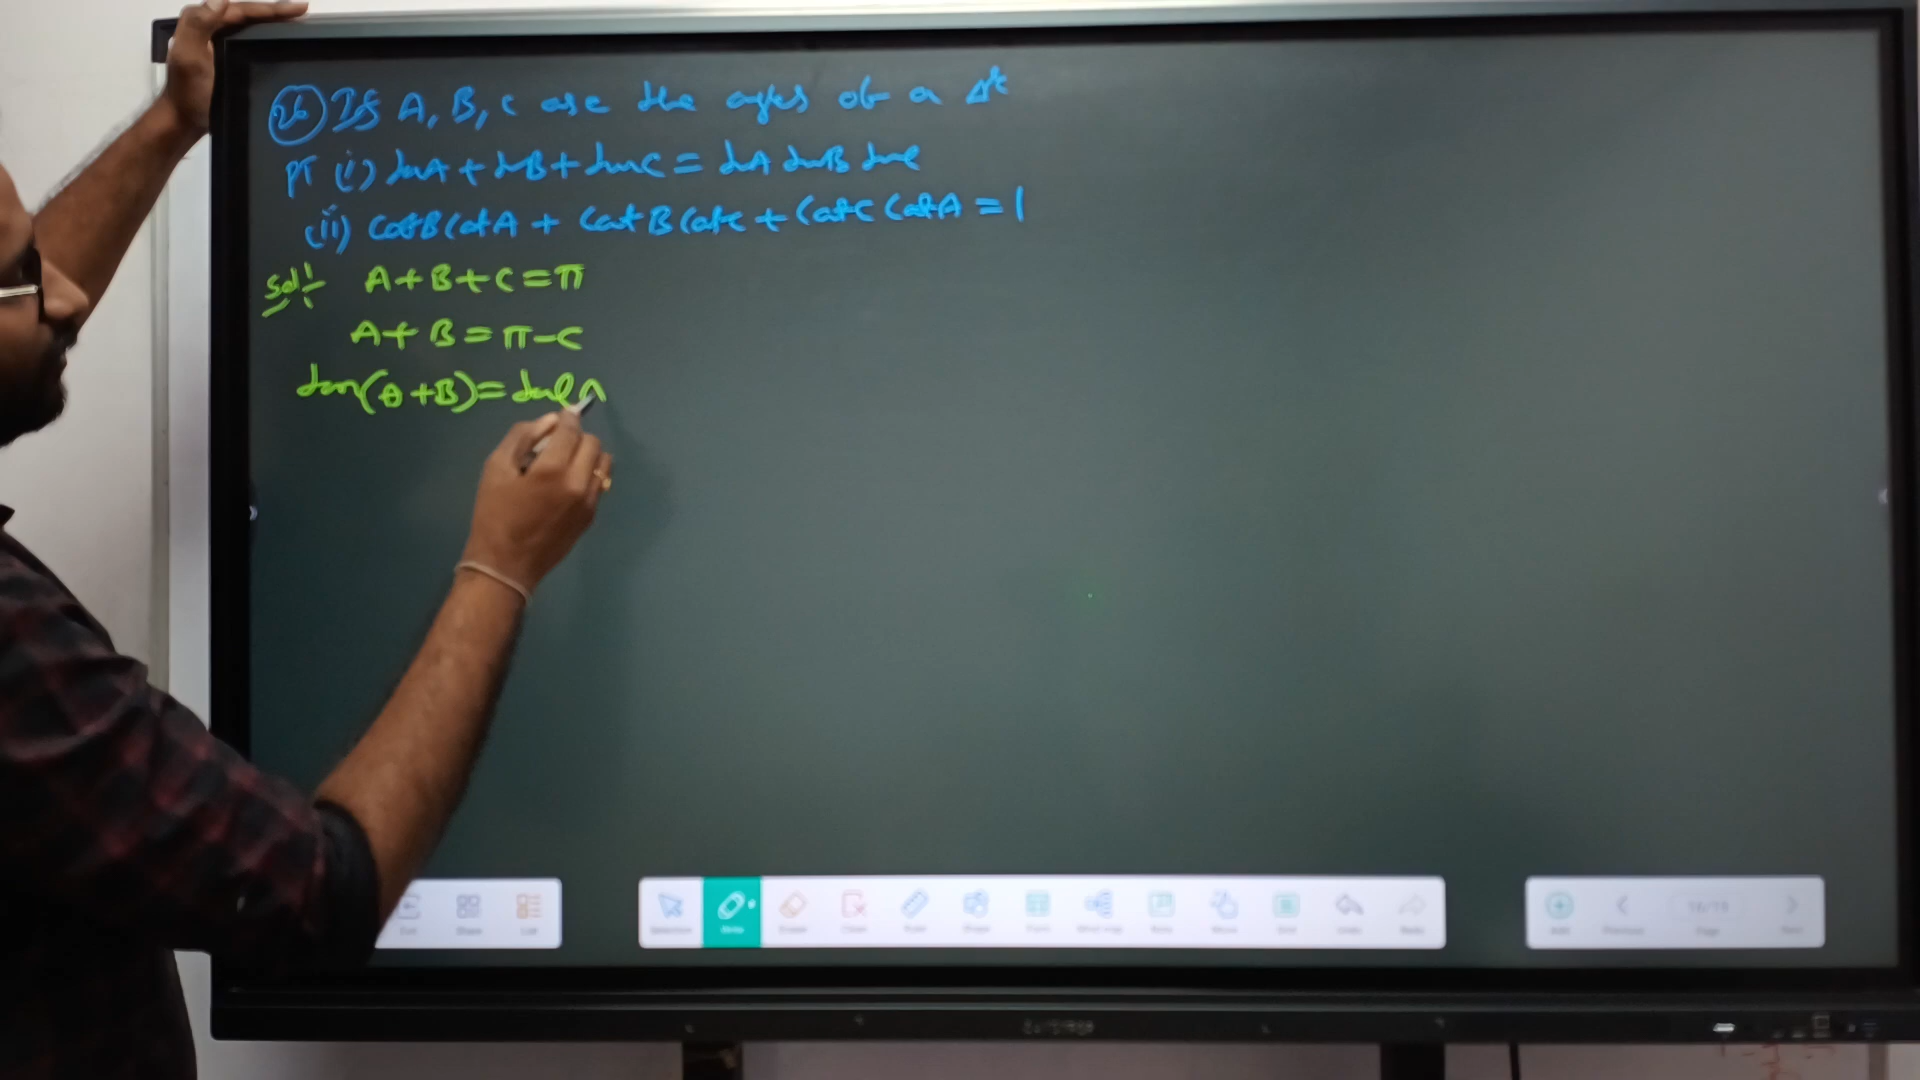 26 If A, B, C are the angles of a Δle
PT (i) tanA + tanB + tanC = tanA tanB tanC
(ii) CotB CotA + Cot B Cotc + CotC CotA = 1
Sol:- A + B + C = π
A + B = π - C
tan(A + B) = tan(π